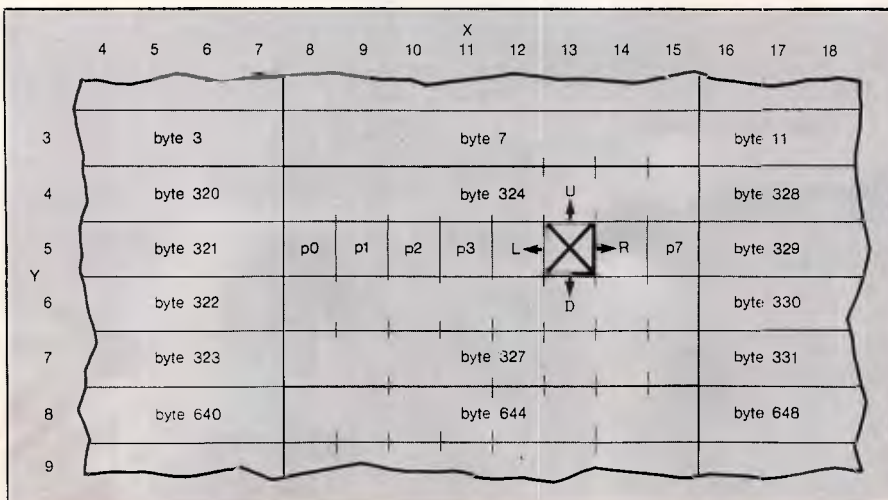 X
4 5 6 7 8 9 10 11 12 13 14 15 16 17 18
3 byte 3 byte 7 byte 11
4 byte 320 byte 324 U byte 328
5 byte 321 p0 p1 p2 p3 L R p7 byte 329
Y
6 byte 322 D byte 330
7 byte 323 byte 327 byte 331
8 byte 640 byte 644 byte 648
9